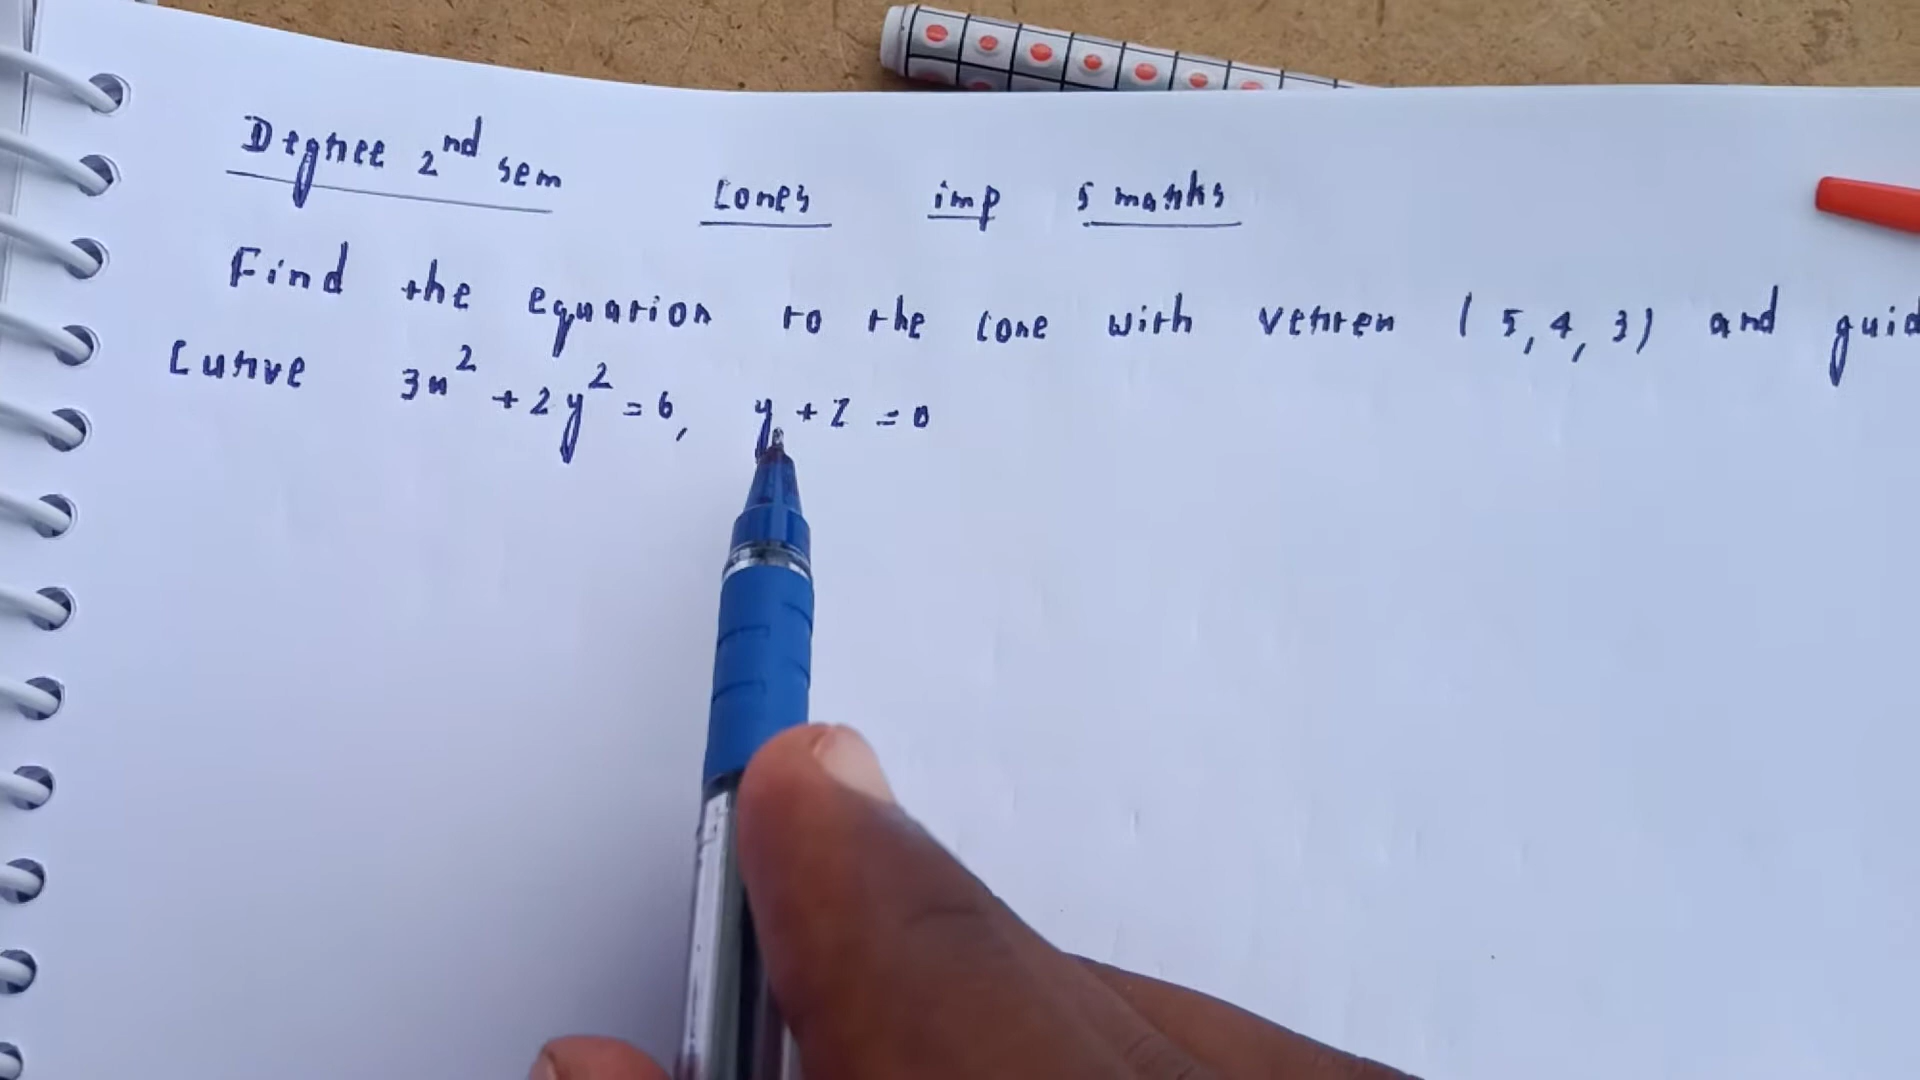 Degree 2nd sem Cones imp 5 marks
Find the equation to the cone with vertex (5, 4, 3) and guid
Curve 3x² + 2y² = 6, y + z = 0